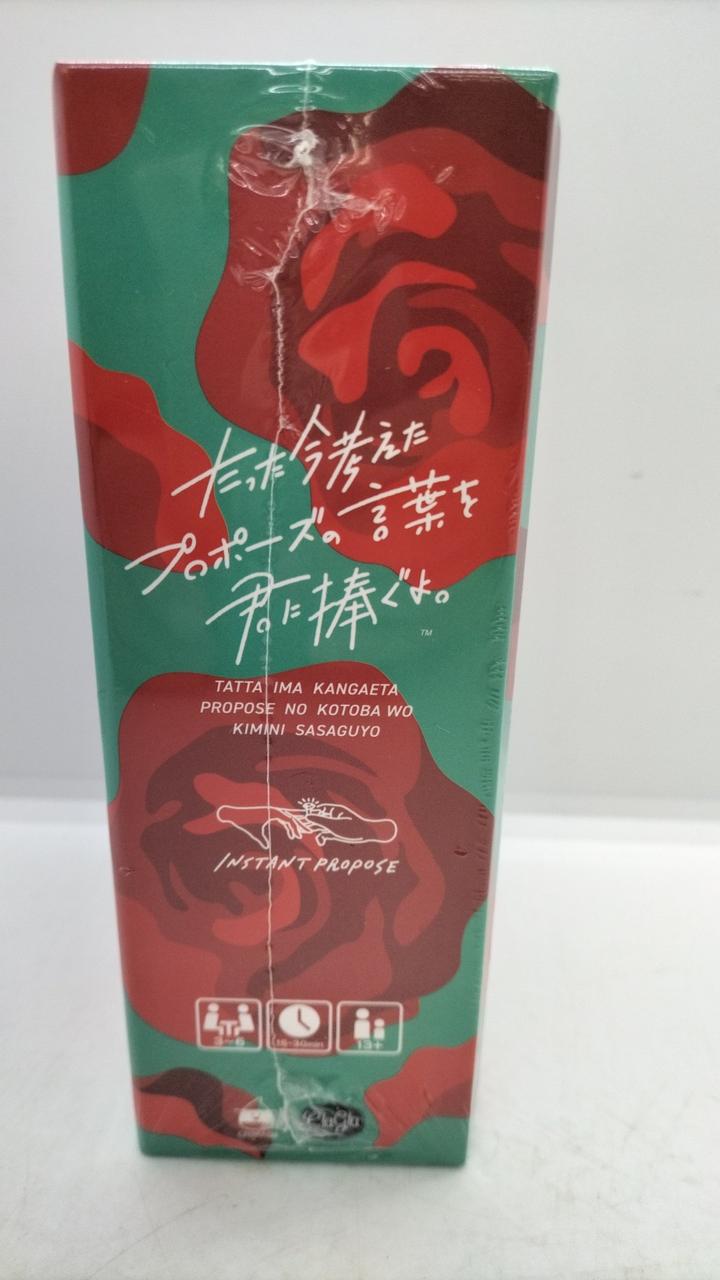 たった今考えた
プロポーズの言葉を
君に捧ぐよ。
TM
TATTA IMA KANGAETA
PROPOSE NO KOTOBA WO
KIMINI SASAGUYO
INSTANT PROPOSE
3~6
15-30min
13+
ClaGla